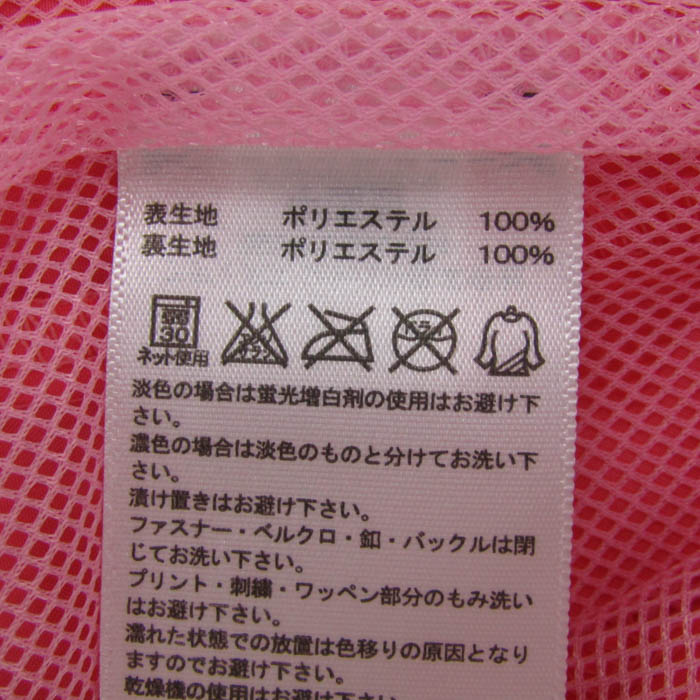 表生地 ポリエステル 100%
裏生地 ポリエステル 100%
30
ネット使用
淡色の場合は蛍光増白剤の使用はお避け下
さい。
濃色の場合は淡色のものと分けてお洗い下
さい。
漬け置きはお避け下さい。
ファスナー・ベルクロ・釦・バックルは閉
じてお洗い下さい。
プリント・刺繍・ワッペン部分のもみ洗い
はお避け下さい。
濡れた状態での放置は色移りの原因となり
ますのでお避け下さい。
乾燥機の使用はお避け下さい。